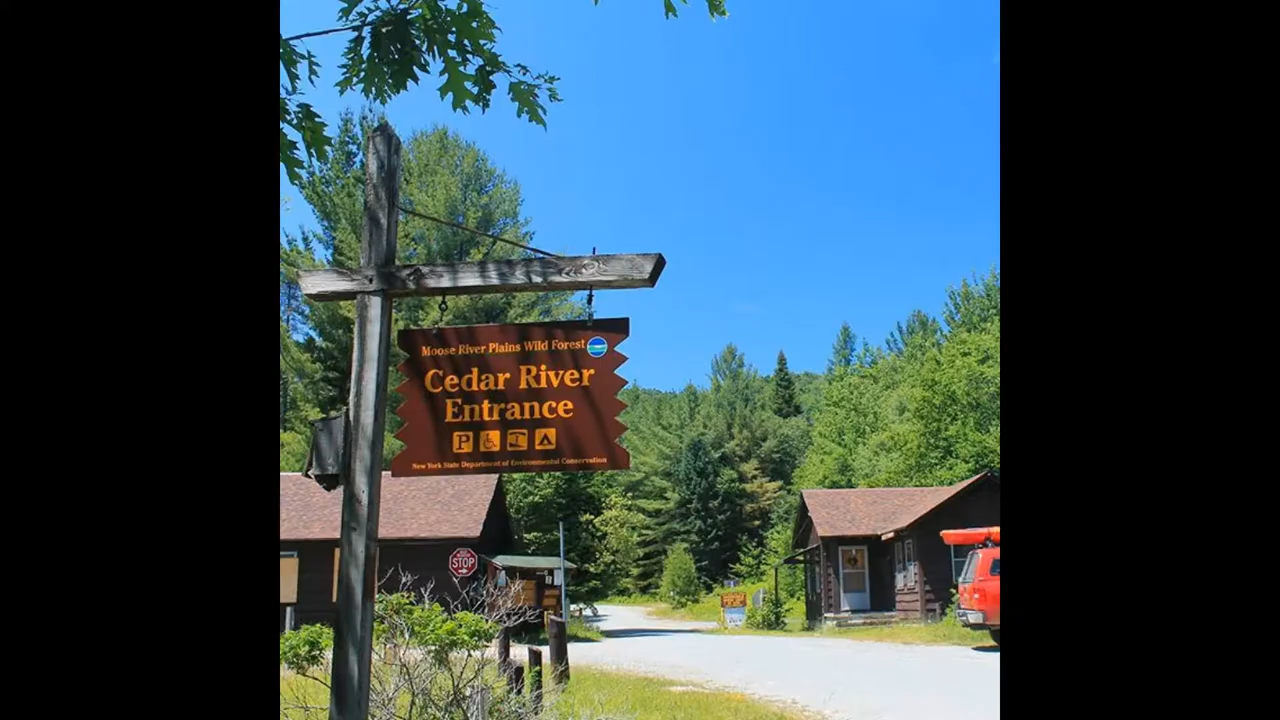 Moose River Plains Wild Forest
Cedar River
Entrance
P
New York State Department of Environmental Conservation
STOP